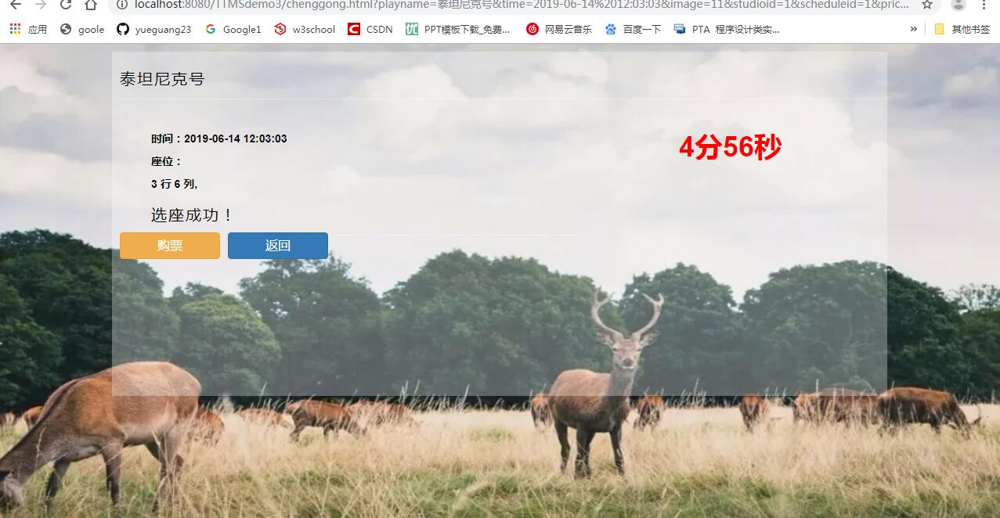 localhost:8080/TTMSdemo3/chenggong.html?playname=泰坦尼克号&time=2019-06-14%2012:03:03&image=11&studioid=1&scheduleid=1&pric...
应用 goole yueguang23 Google1 w3school CSDN PPT模板下载_免费... 网易云音乐 百度一下 PTA 程序设计类实... » 其他书签
泰坦尼克号
时间：2019-06-14 12:03:03
4分56秒
座位：
3 行 6 列,
选座成功！
购票 返回